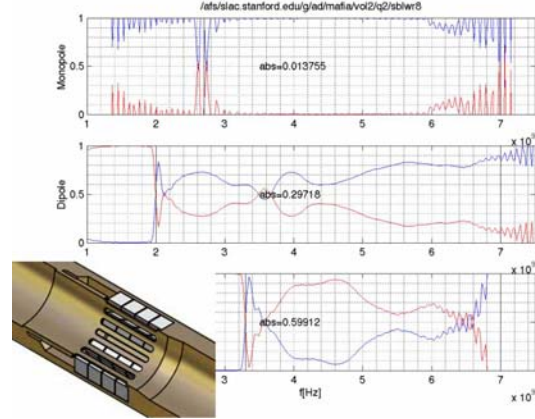 /afs/slac.stanford.edu/g/ad/mafia/vol2/q2/sblwr8
1
0.5
0
Monopole
abs=0.013755
1 2 3 4 5 6 7
x 10⁹
1
0.5
0
Dipole
abs=0.29718
1 2 3 4 5 6 7
x 10⁹
abs=0.59912
3 4 5 6 7
f[Hz]
x 10⁹